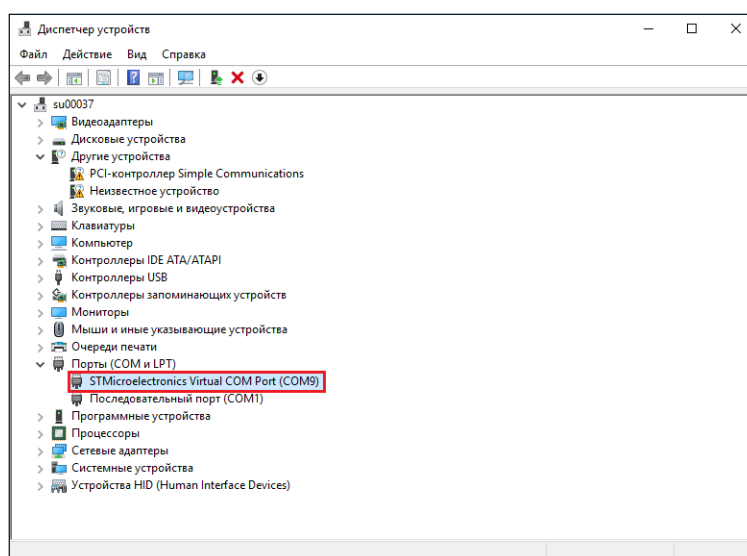 Диспетчер устройств
Файл Действие Вид Справка
su00037
Видеоадаптеры
Дисковые устройства
Другие устройства
PCI-контроллер Simple Communications
Неизвестное устройство
Звуковые, игровые и видеоустройства
Клавиатуры
Компьютер
Контроллеры IDE ATA/ATAPI
Контроллеры USB
Контроллеры запоминающих устройств
Мониторы
Мыши и иные указывающие устройства
Очереди печати
Порты (COM и LPT)
STMicroelectronics Virtual COM Port (COM9)
Последовательный порт (COM1)
Программные устройства
Процессоры
Сетевые адаптеры
Системные устройства
Устройства HID (Human Interface Devices)